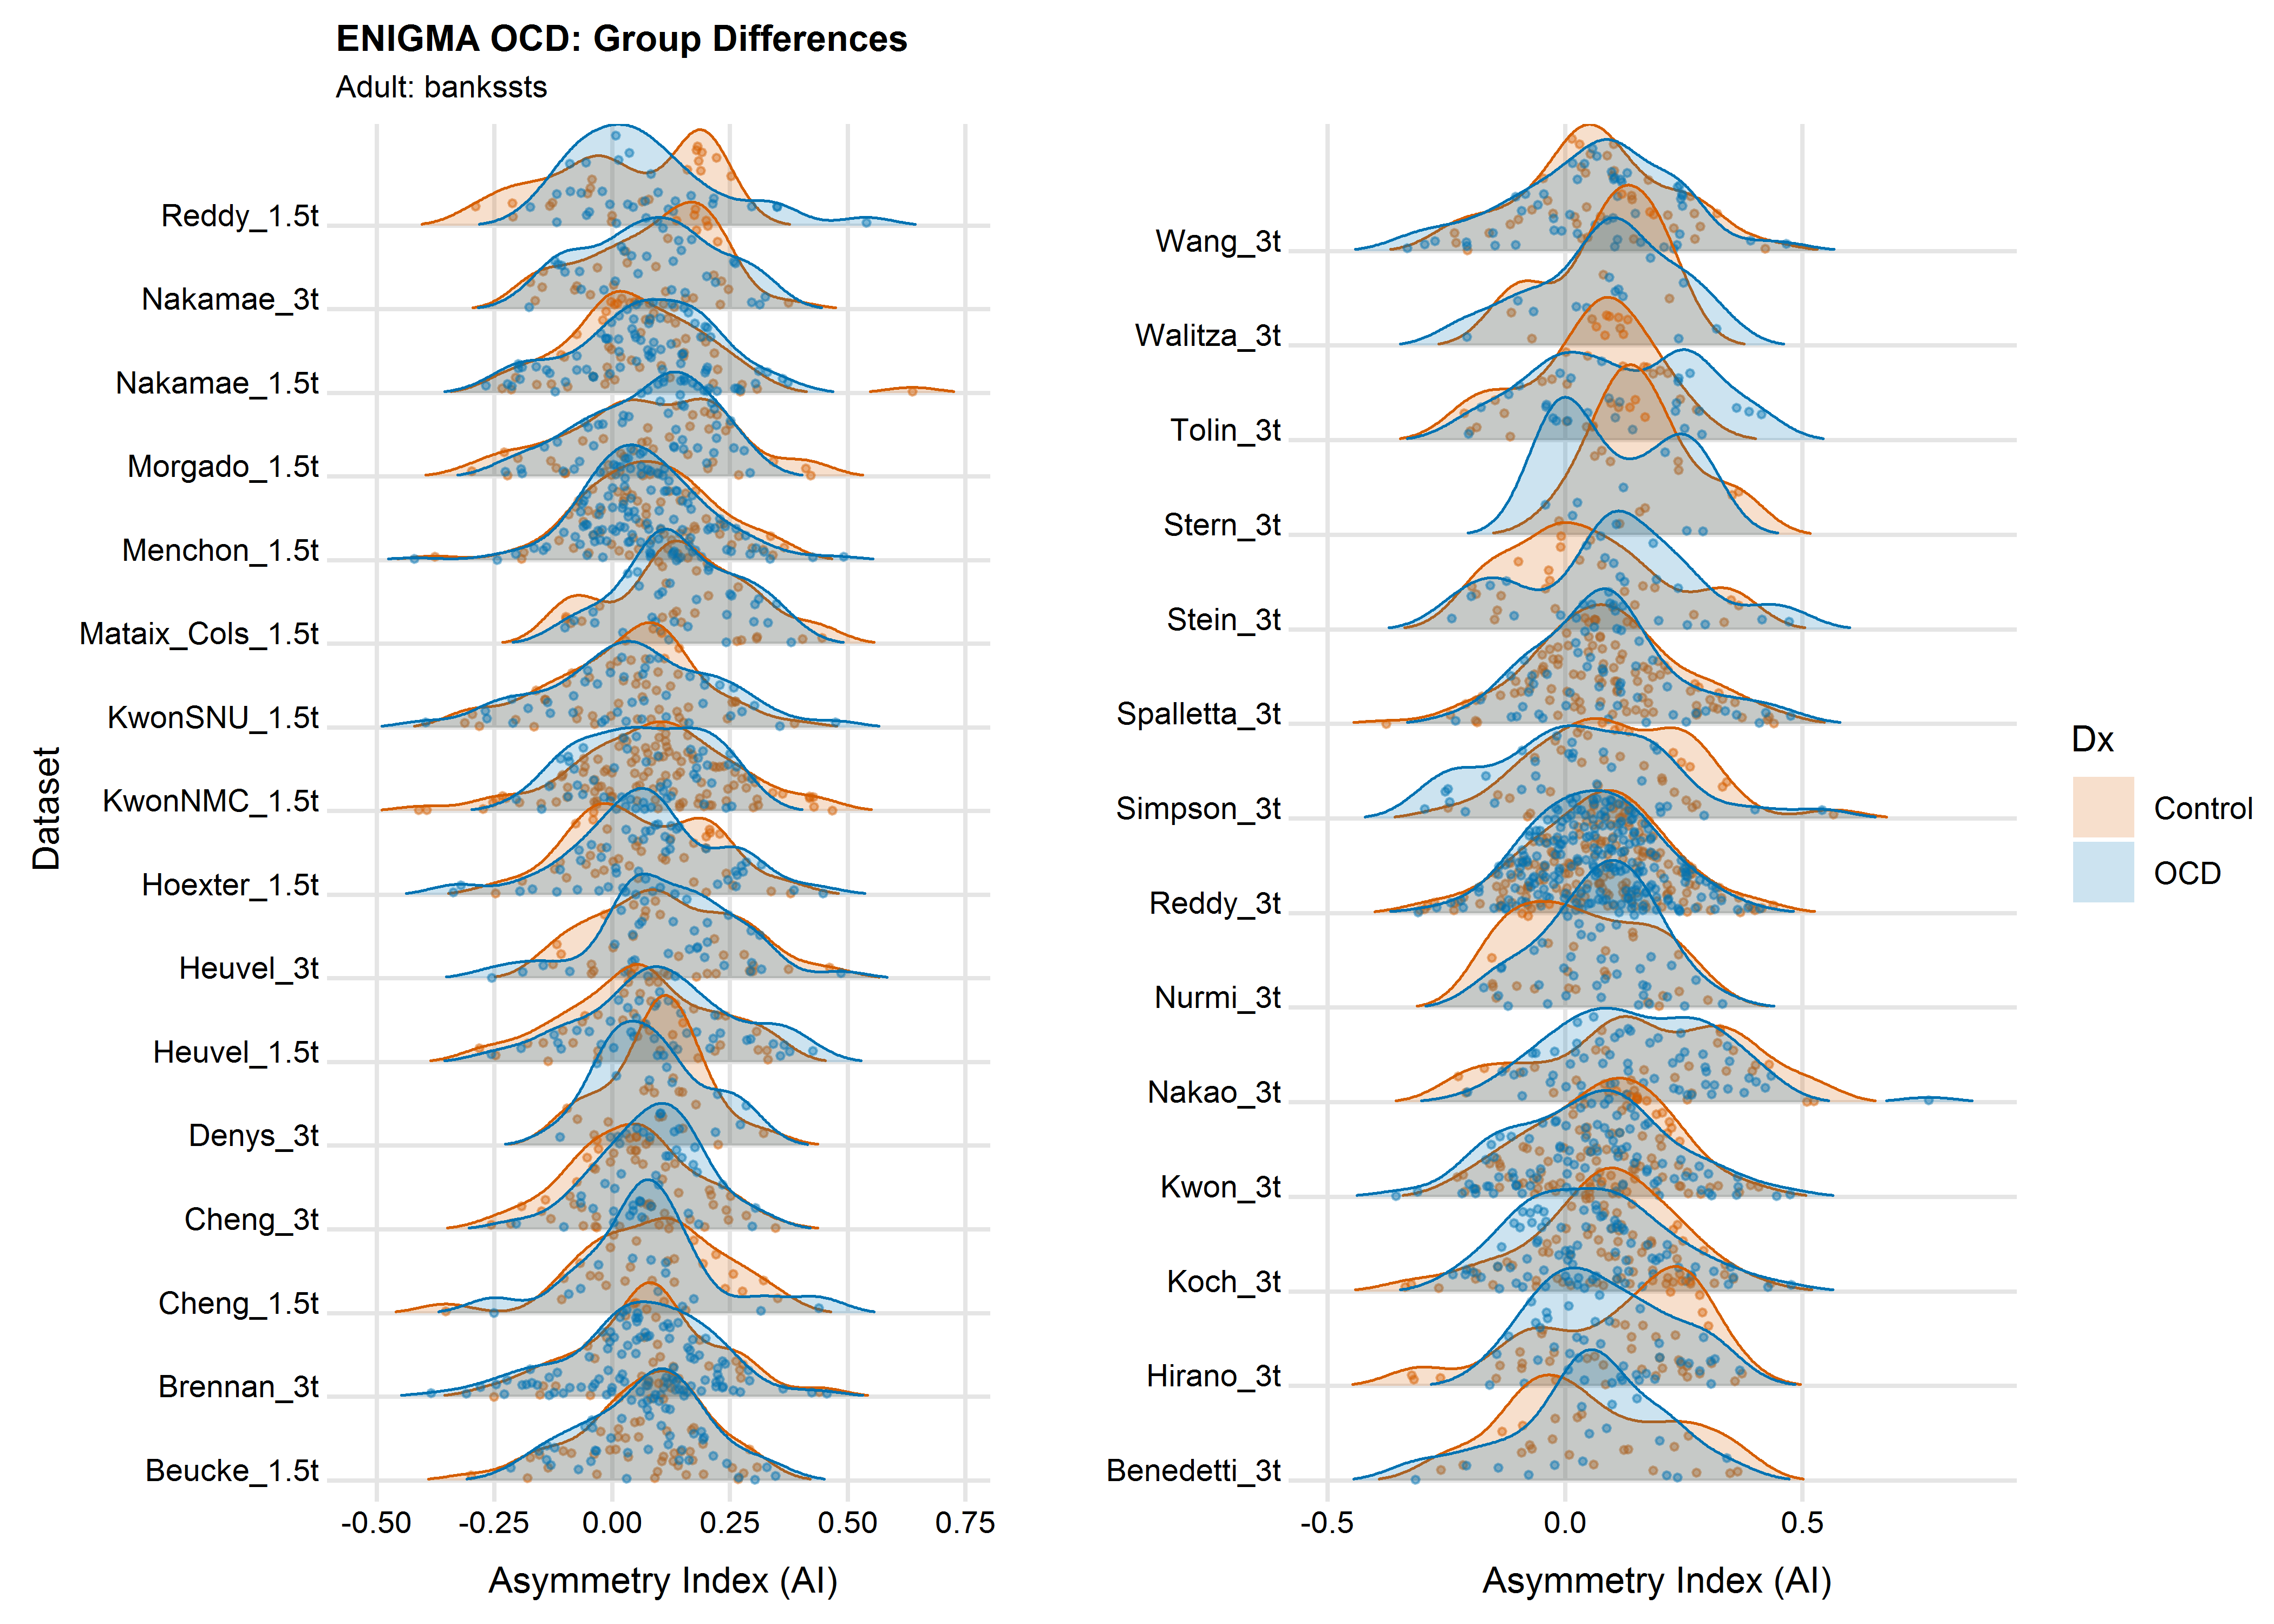 ENIGMA OCD: Group Differences
Adult: bankssts
Dataset
Reddy_1.5t
Nakamae_3t
Nakamae_1.5t
Morgado_1.5t
Menchon_1.5t
Mataix_Cols_1.5t
KwonSNU_1.5t
KwonNMC_1.5t
Hoexter_1.5t
Heuvel_3t
Heuvel_1.5t
Denys_3t
Cheng_3t
Cheng_1.5t
Brennan_3t
Beucke_1.5t
-0.50 -0.25 0.00 0.25 0.50 0.75
Asymmetry Index (AI)
Wang_3t
Walitza_3t
Tolin_3t
Stern_3t
Stein_3t
Spalletta_3t
Simpson_3t
Reddy_3t
Nurmi_3t
Nakao_3t
Kwon_3t
Koch_3t
Hirano_3t
Benedetti_3t
-0.5 0.0 0.5
Asymmetry Index (AI)
Dx
Control
OCD